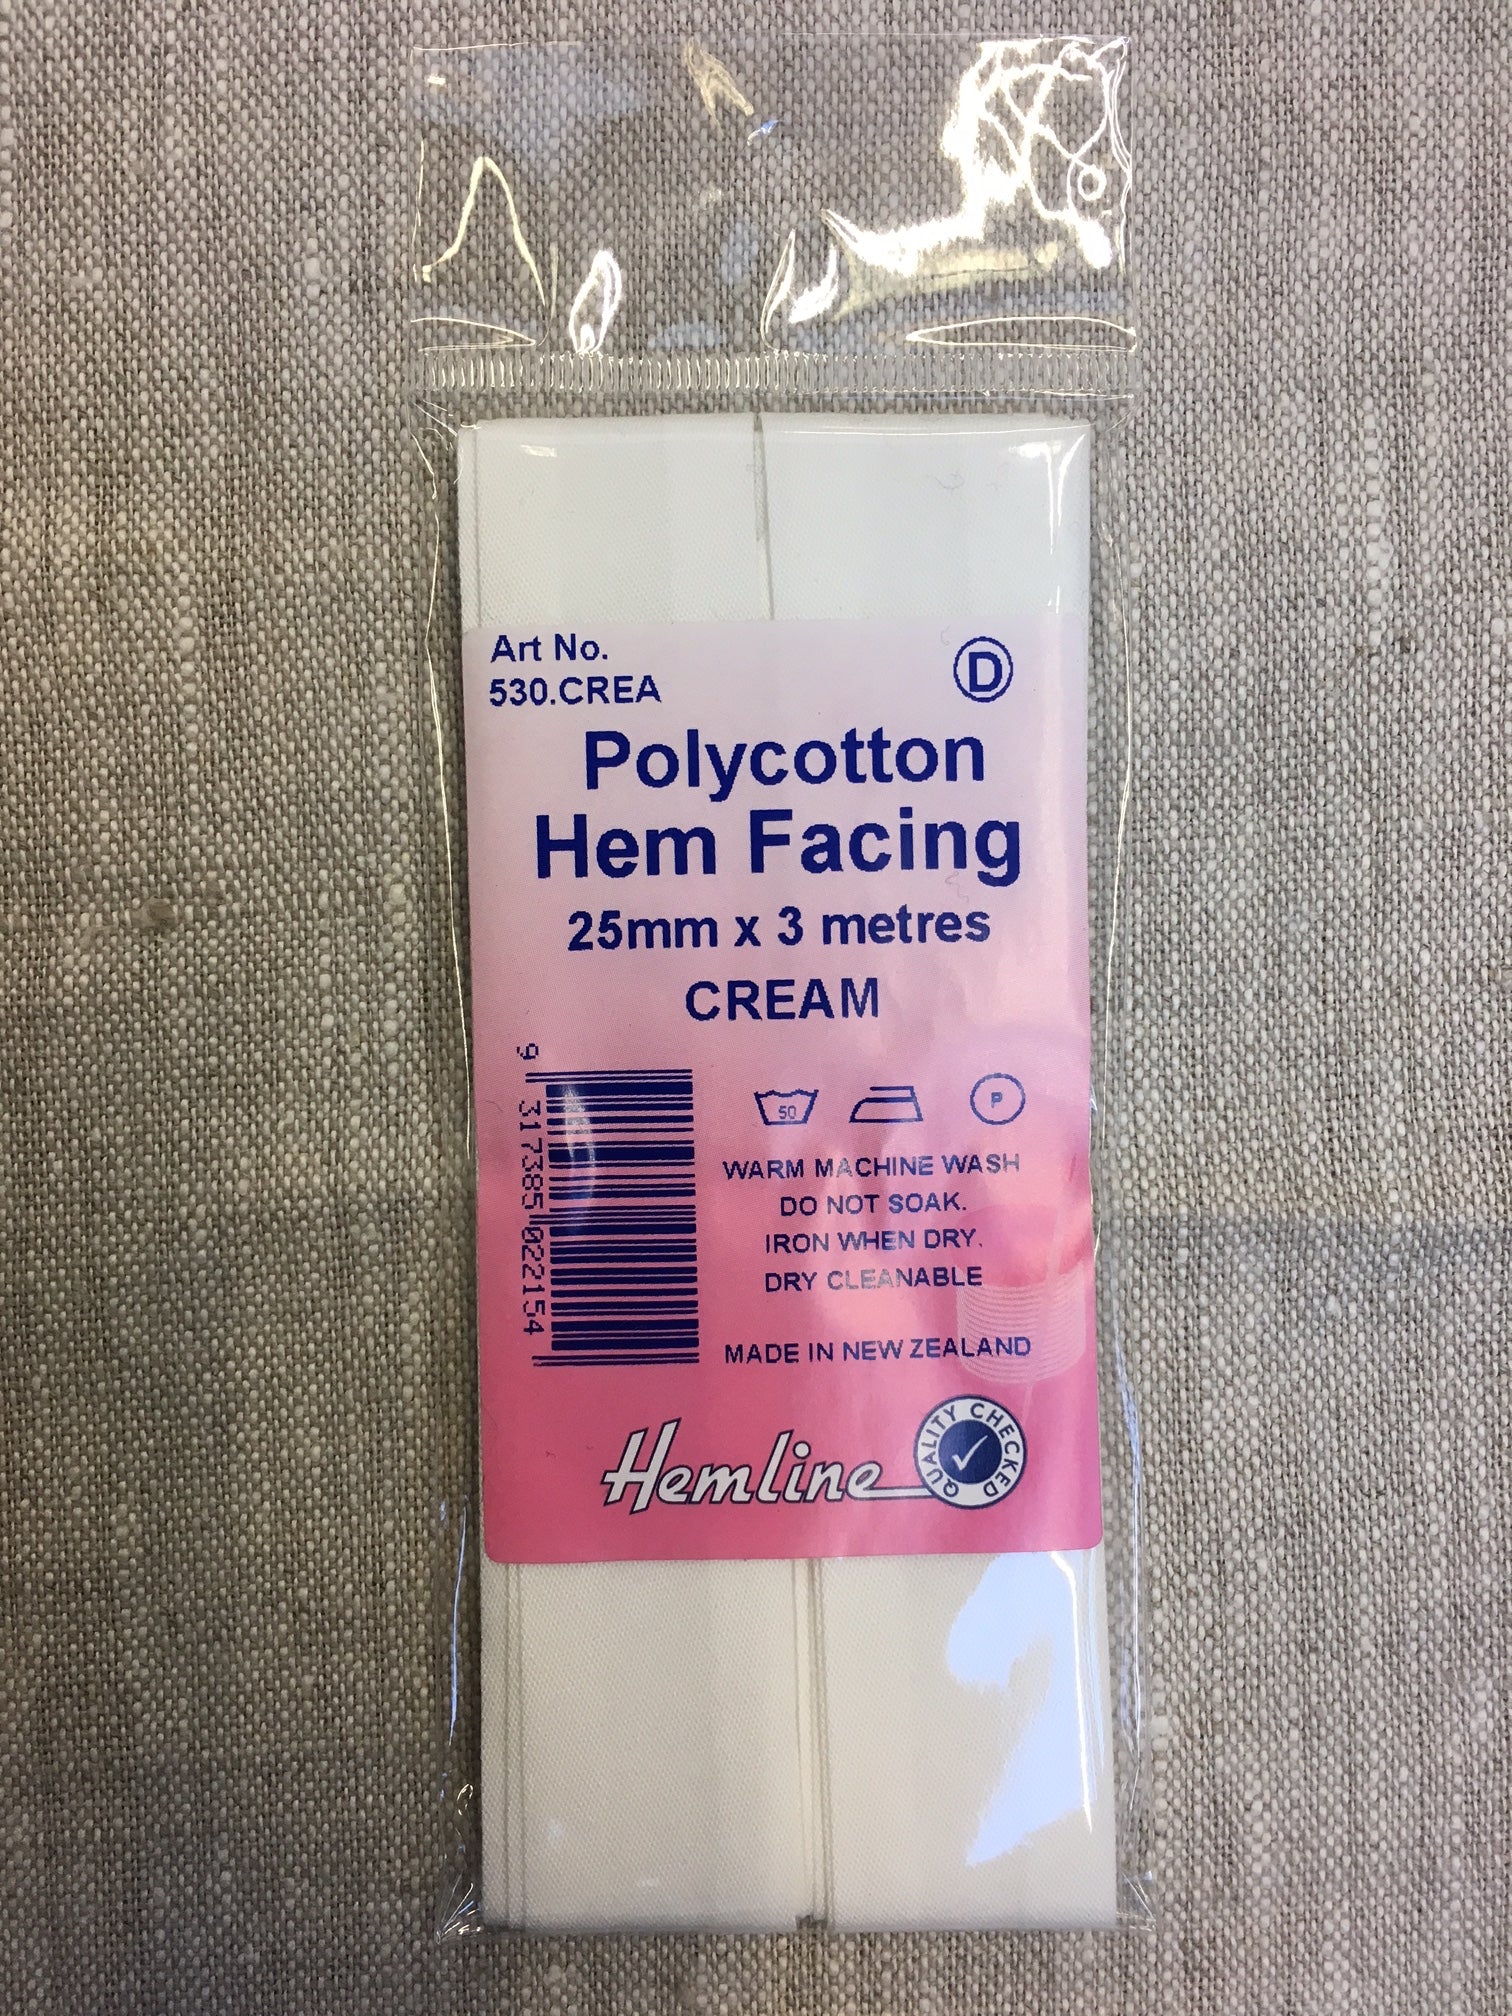 Art No.
530.CREA
D
Polycotton
Hem Facing
25mm x 3 metres
CREAM
9 317385 022154
50
P
WARM MACHINE WASH
DO NOT SOAK.
IRON WHEN DRY.
DRY CLEANABLE
MADE IN NEW ZEALAND
Hemline
QUALITY CHECKED